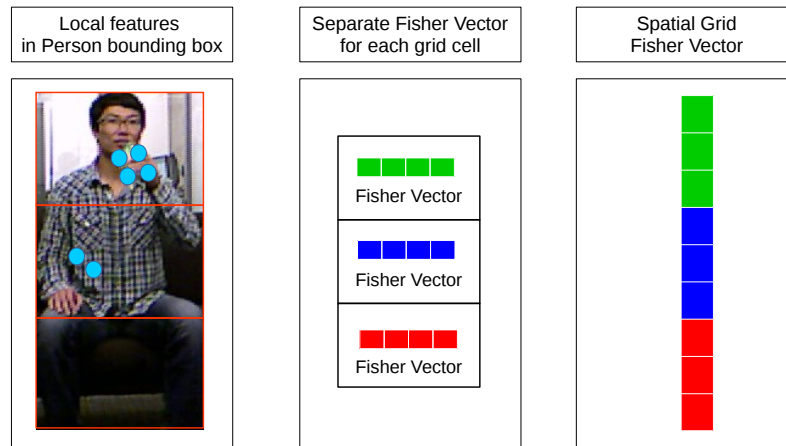 Local features
in Person bounding box
Separate Fisher Vector
for each grid cell
Spatial Grid
Fisher Vector
Fisher Vector
Fisher Vector
Fisher Vector